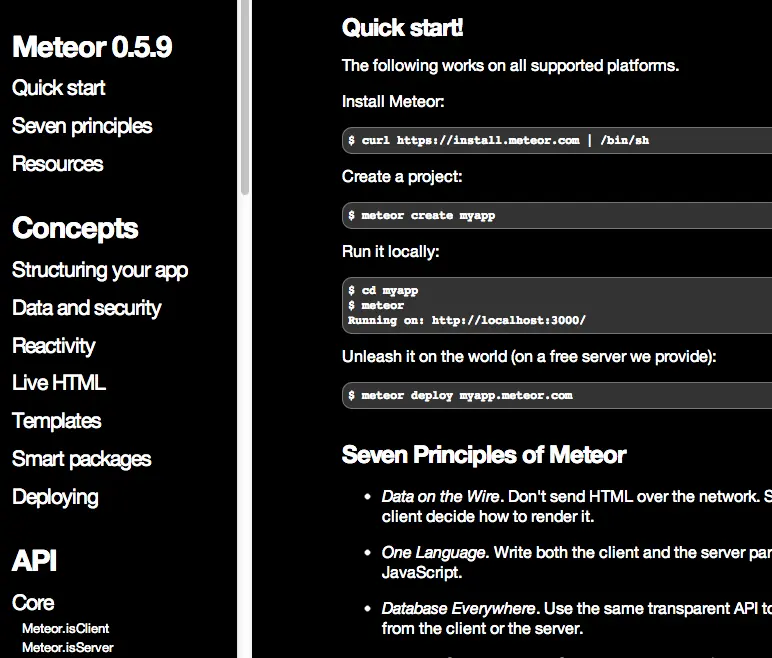 Meteor 0.5.9
Quick start
Seven principles
Resources
Concepts
Structuring your app
Data and security
Reactivity
Live HTML
Templates
Smart packages
Deploying
API
Core
Meteor.isClient
Meteor.isServer
Quick start!
The following works on all supported platforms.
Install Meteor:
$ curl https://install.meteor.com | /bin/sh
Create a project:
$ meteor create myapp
Run it locally:
$ cd myapp
$ meteor
Running on: http://localhost:3000/
Unleash it on the world (on a free server we provide):
$ meteor deploy myapp.meteor.com
Seven Principles of Meteor
• Data on the Wire. Don't send HTML over the network. S
client decide how to render it.
• One Language. Write both the client and the server par
JavaScript.
• Database Everywhere. Use the same transparent API to
from the client or the server.